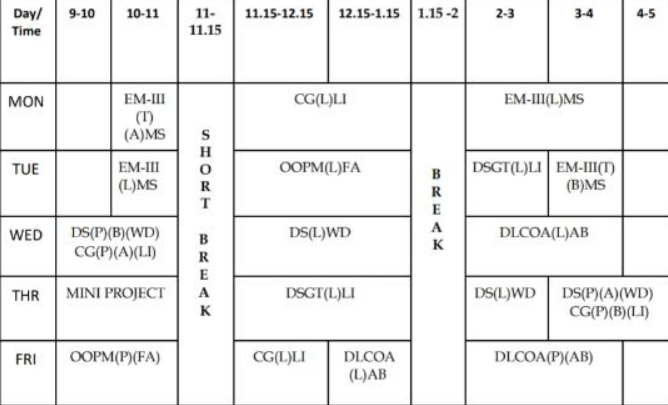 Day/ 9-10 10-11 11- 11.15-12.15 12.15-1.15 1.15 -2 2-3 3-4 4-5
Time 11.15
MON EM-III CG(L)LI EM-III(L)MS
(T)
(A)MS
S
H
O
R
T
B
R
E
A
K
B
R
E
A
K
TUE EM-III OOPM(L)FA DSGT(L)LI EM-III(T)
(L)MS (B)MS
WED DS(P)(B)(WD) DS(L)WD DLCOA(L)AB
CG(P)(A)(LI)
THR MINI PROJECT DSGT(L)LI DS(L)WD DS(P)(A)(WD)
CG(P)(B)(LI)
FRI OOPM(P)(FA) CG(L)LI DLCOA DLCOA(P)(AB)
(L)AB